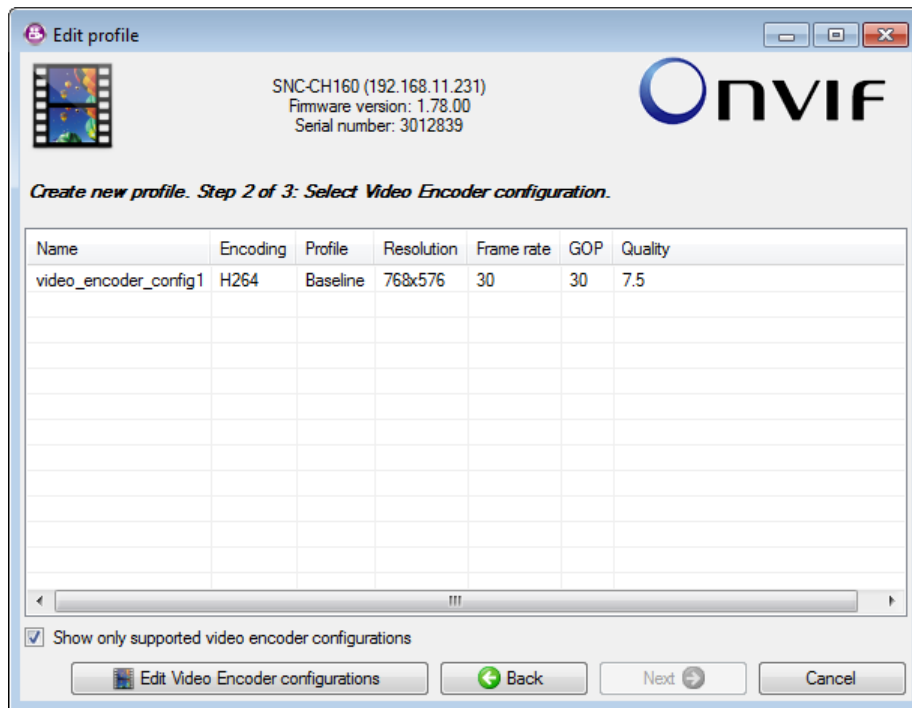 Edit profile
SNC-CH160 (192.168.11.231)
Firmware version: 1.78.00
Serial number: 3012839
ONVIF
Create new profile. Step 2 of 3: Select Video Encoder configuration.
Name Encoding Profile Resolution Frame rate GOP Quality
video_encoder_config1 H264 Baseline 768x576 30 30 7.5
Show only supported video encoder configurations
Edit Video Encoder configurations Back Next Cancel